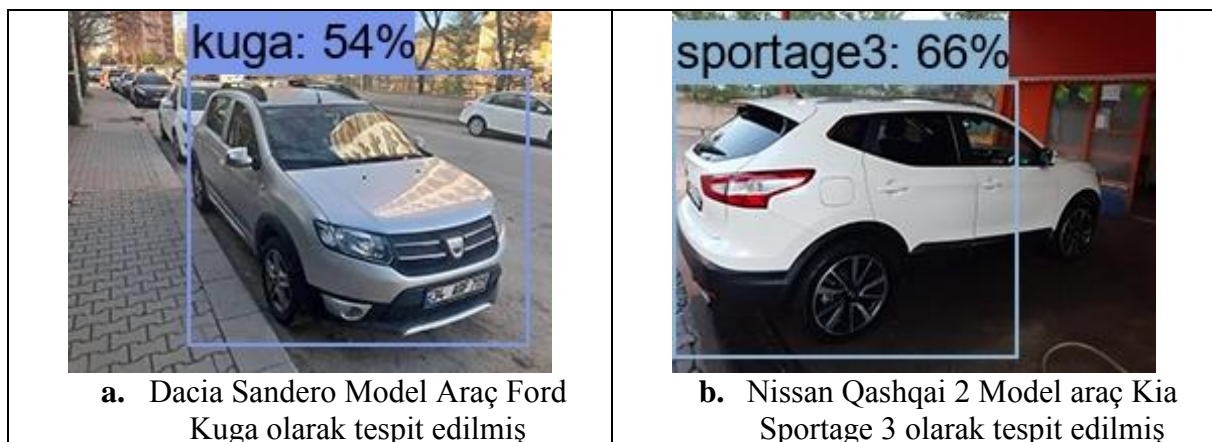 kuga: 54%
sportage3: 66%
a. Dacia Sandero Model Araç Ford
Kuga olarak tespit edilmiş
b. Nissan Qashqai 2 Model araç Kia
Sportage 3 olarak tespit edilmiş